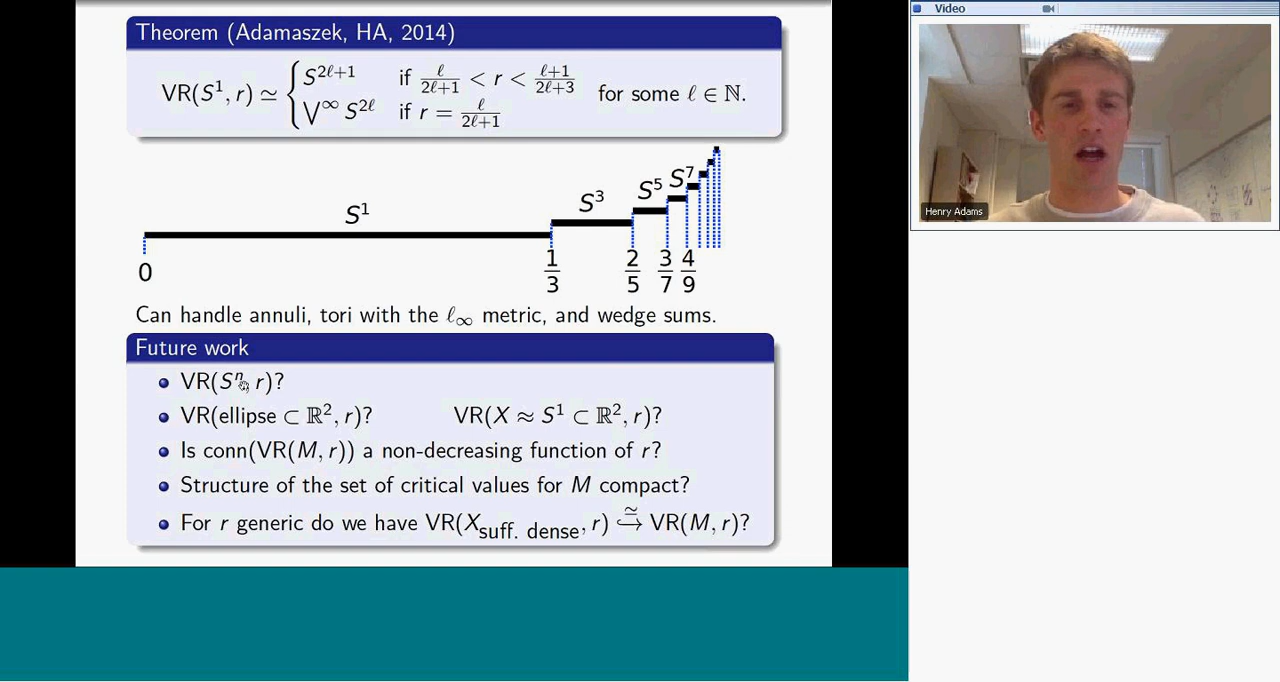 Theorem (Adamaszek, HA, 2014)
VR(S¹, r) ≃ { S^{2ℓ+1} if ℓ/(2ℓ+1) < r < (ℓ+1)/(2ℓ+3) for some ℓ ∈ ℕ.
⋁^∞ S^{2ℓ} if r = ℓ/(2ℓ+1)
S¹ S³ S⁵ S⁷
0 1/3 2/5 3/7 4/9
Can handle annuli, tori with the ℓ∞ metric, and wedge sums.
Future work
VR(Sⁿ, r)?
VR(ellipse ⊂ ℝ², r)? VR(X ≈ S¹ ⊂ ℝ², r)?
Is conn(VR(M, r)) a non-decreasing function of r?
Structure of the set of critical values for M compact?
For r generic do we have VR(X_{suff. dense}, r) ≃↪ VR(M, r)?
Video
Henry Adams